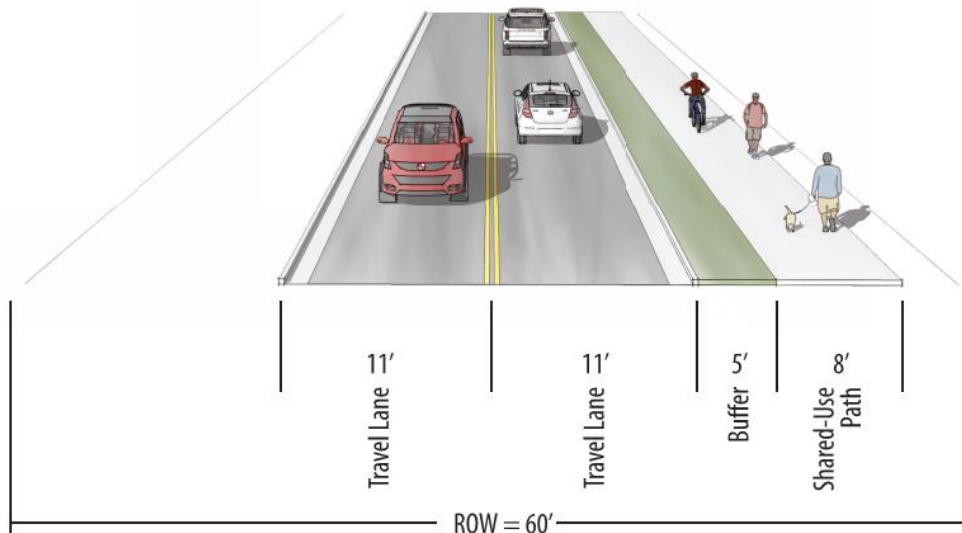 11′
Travel Lane
11′
Travel Lane
5′
Buffer
8′
Shared-Use
Path
ROW = 60′